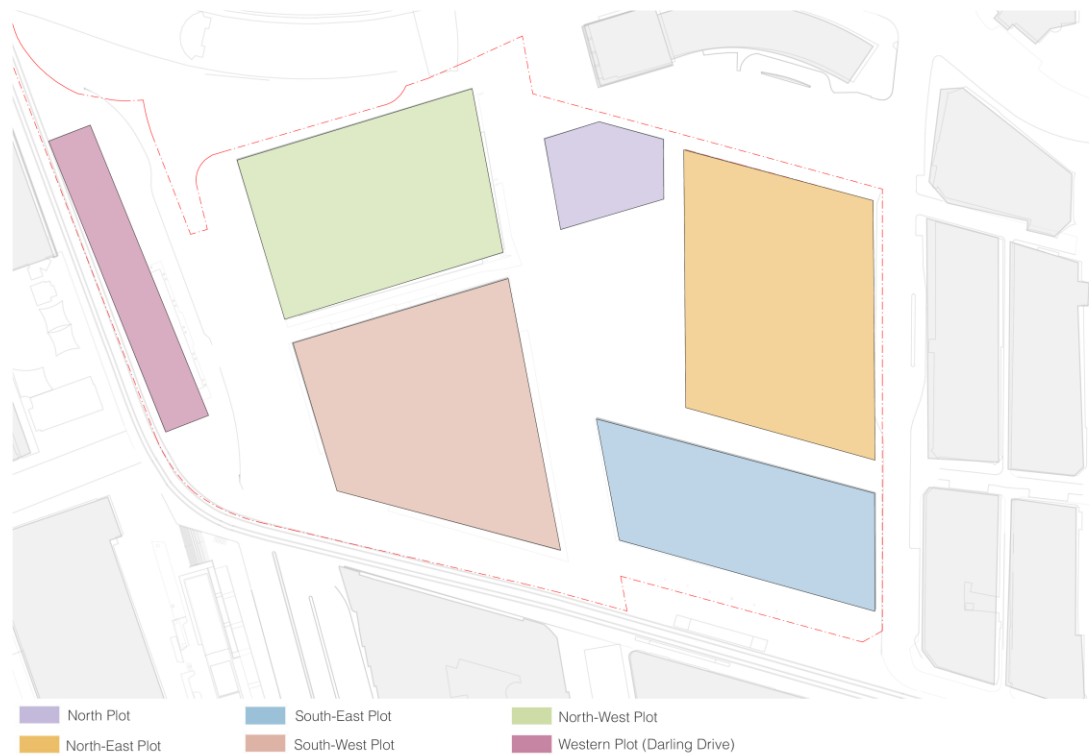 North Plot
South-East Plot
North-West Plot
North-East Plot
South-West Plot
Western Plot (Darling Drive)